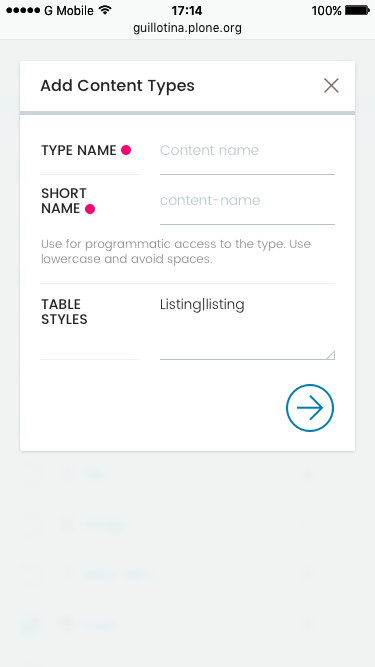 G Mobile 17:14 100%
guillotina.plone.org
Add Content Types
TYPE NAME Content name
SHORT
NAME content-name
Use for programmatic access to the type. Use
lowercase and avoid spaces.
TABLE
STYLES Listing|listing